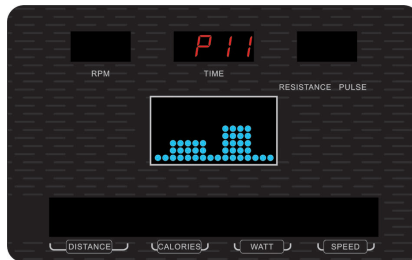 P11
RPM
TIME
RESISTANCE PULSE
DISTANCE CALORIES WATT SPEED